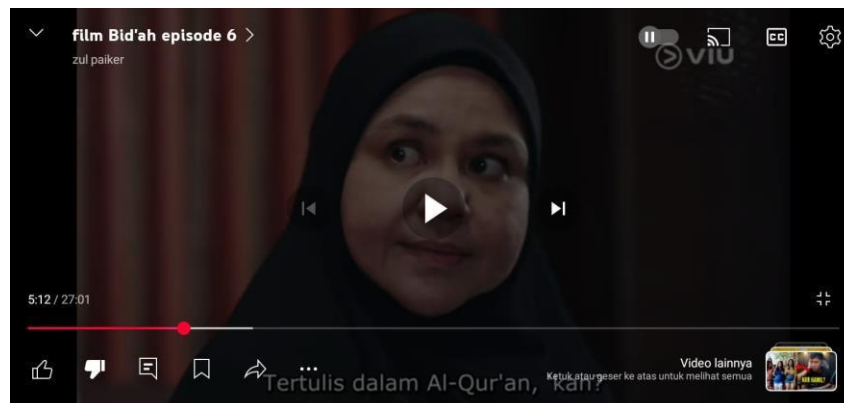 film Bid'ah episode 6
zul paiker
viu
CC
5:12 / 27:01
Video lainnya
Ketuk atau geser ke atas untuk melihat semua
Tertulis dalam Al-Qur'an, 'kan?